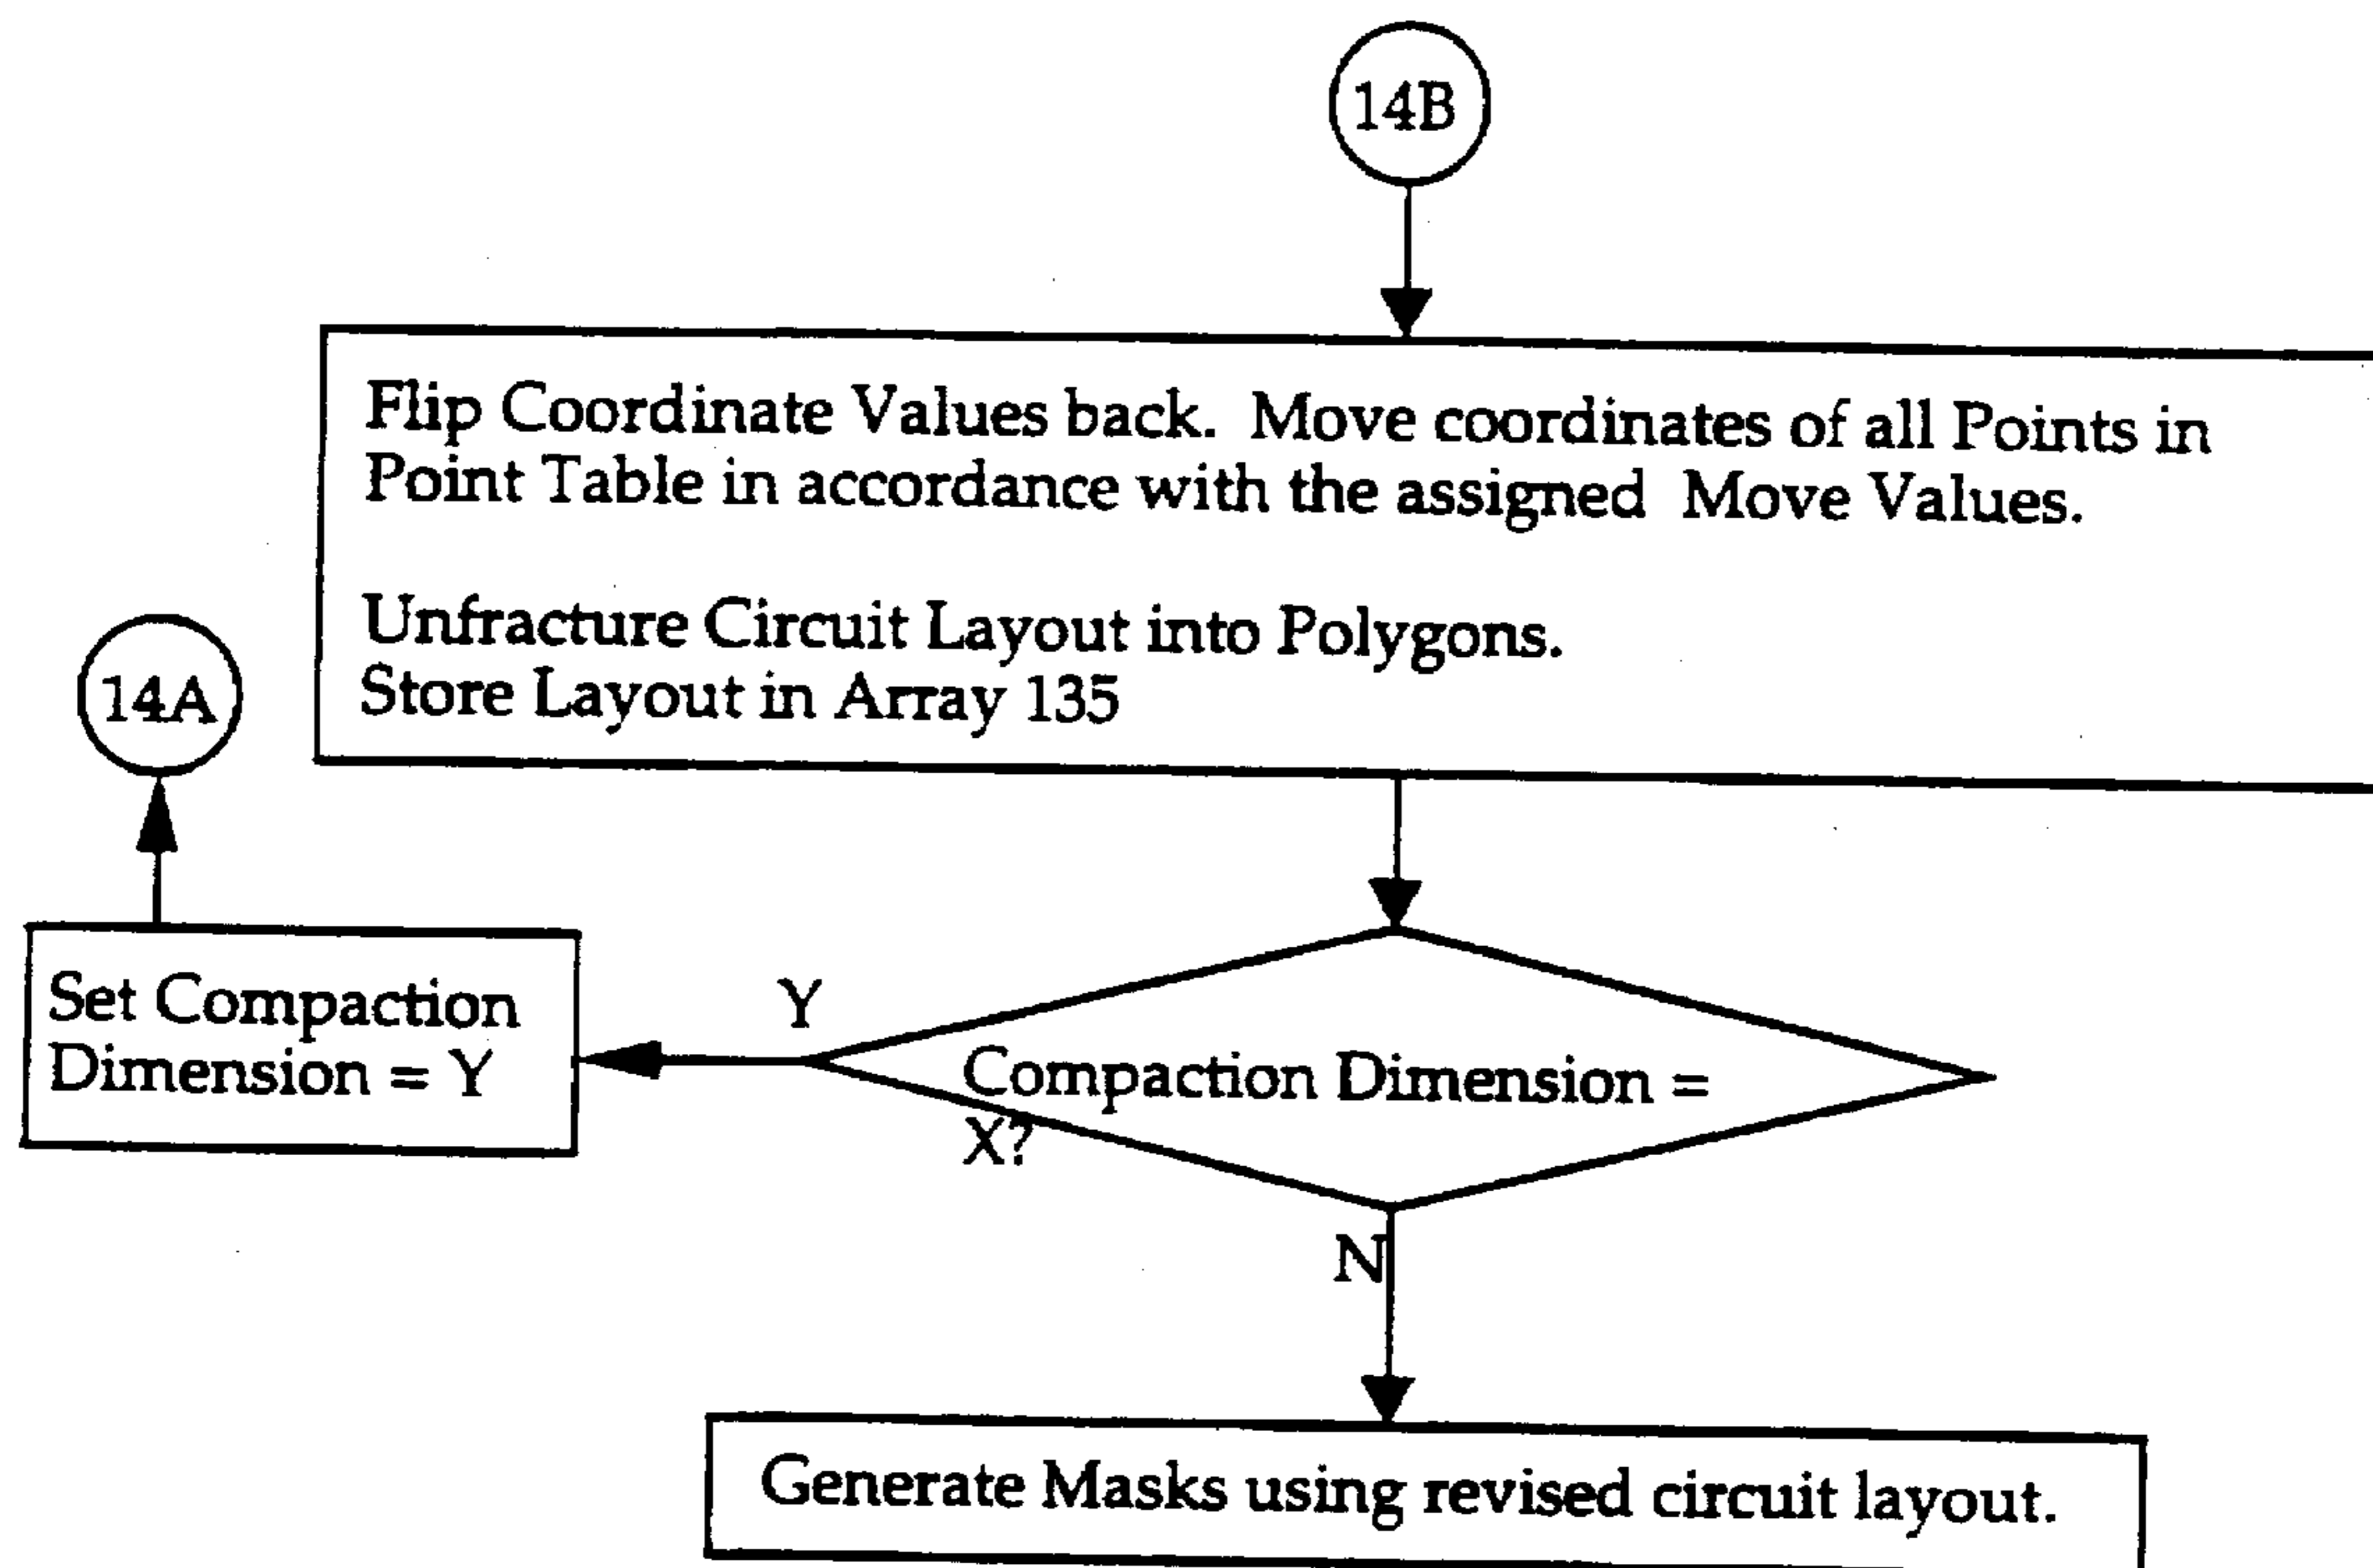 14B
Flip Coordinate Values back. Move coordinates of all Points in
Point Table in accordance with the assigned Move Values.
Unfracture Circuit Layout into Polygons.
Store Layout in Array 135
14A
Set Compaction
Dimension = Y
Y
Compaction Dimension =
X?
N
Generate Masks using revised circuit layout.